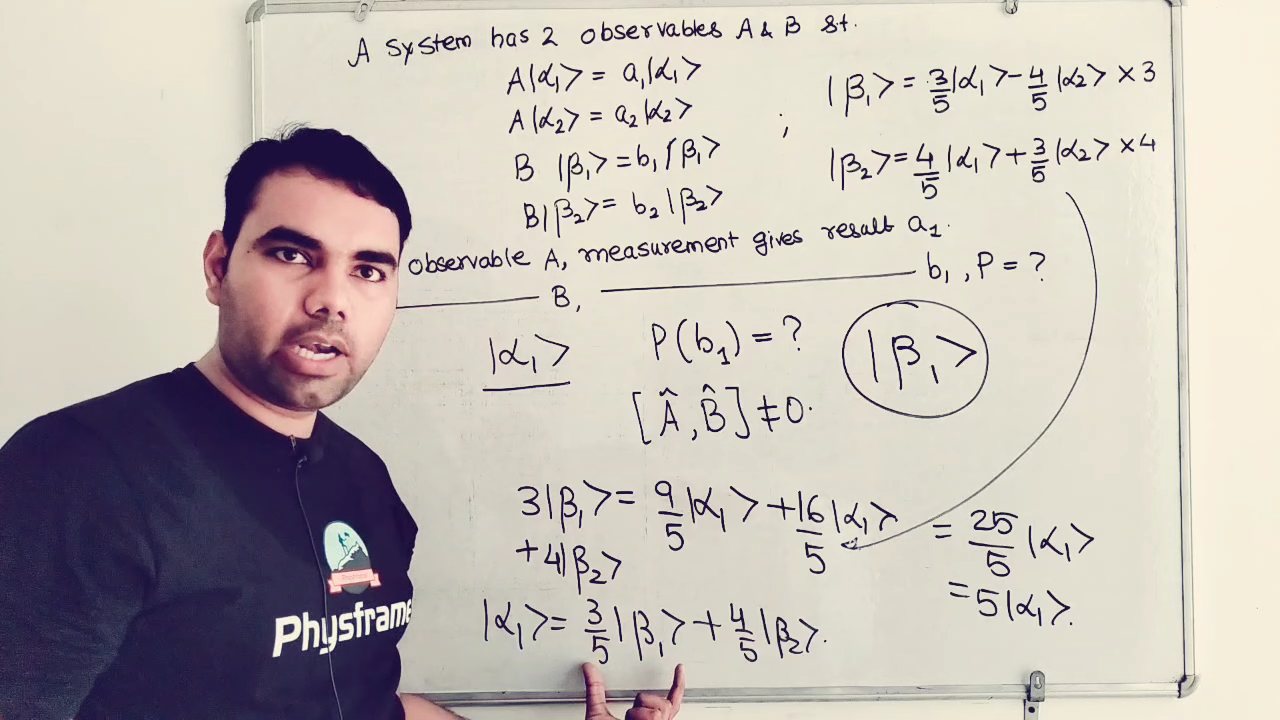 A system has 2 observables A & B st.
A|α₁> = a₁|α₁>
A|α₂> = a₂|α₂>
B |β₁> = b₁|β₁>
B|β₂> = b₂|β₂>
;
|β₁> = 3/5|α₁> - 4/5|α₂> × 3
|β₂> = 4/5|α₁> + 3/5|α₂> × 4
observable A, measurement gives result a₁.
B, b₁, P = ?
|α₁> P(b₁) = ? |β₁>
[Â, B̂] ≠ 0.
3|β₁> = 9/5|α₁> + 16/5|α₁> = 25/5|α₁>
+ 4|β₂> = 5|α₁>.
|α₁> = 3/5|β₁> + 4/5|β₂>.
Physframe